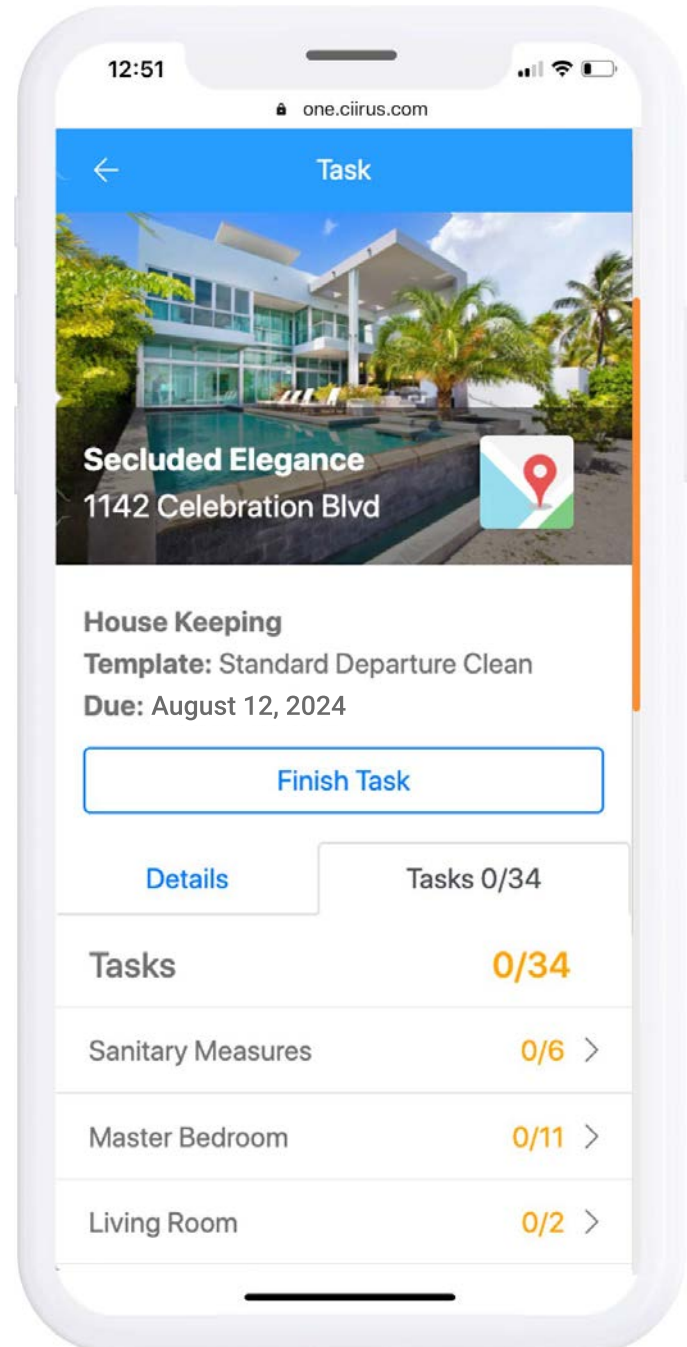 12:51
one.ciirus.com
Task
Secluded Elegance
1142 Celebration Blvd
House Keeping
Template: Standard Departure Clean
Due: August 12, 2024
Finish Task
Details Tasks 0/34
Tasks 0/34
Sanitary Measures 0/6
Master Bedroom 0/11
Living Room 0/2